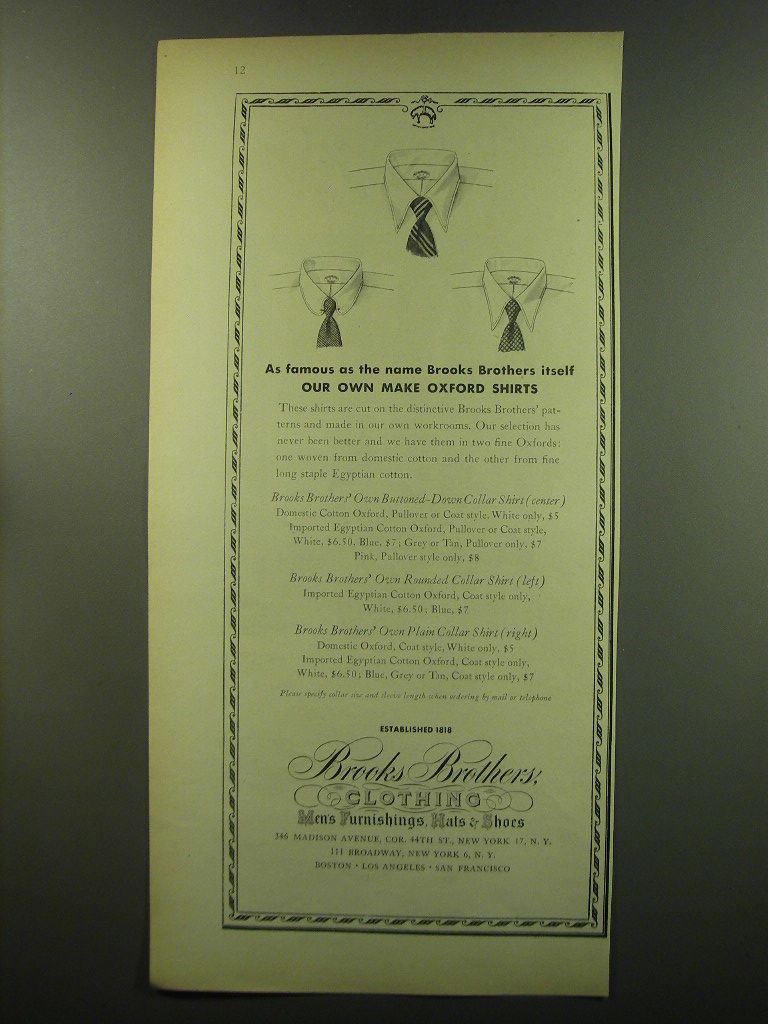 12
As famous as the name Brooks Brothers itself
OUR OWN MAKE OXFORD SHIRTS
These shirts are cut on the distinctive Brooks Brothers' pat-
terns and made in our own workrooms. Our selection has
never been better and we have them in two fine Oxfords:
one woven from domestic cotton and the other from fine
long staple Egyptian cotton.
Brooks Brothers' Own Buttoned-Down Collar Shirt (center)
Domestic Cotton Oxford, Pullover or Coat style. White only, $5
Imported Egyptian Cotton Oxford, Pullover or Coat style,
White, $6.50, Blue, $7; Grey or Tan, Pullover only, $7
Pink, Pullover style only, $8
Brooks Brothers' Own Rounded Collar Shirt (left)
Imported Egyptian Cotton Oxford, Coat style only,
White, $6.50; Blue, $7
Brooks Brothers' Own Plain Collar Shirt (right)
Domestic Oxford, Coat style, White only, $5
Imported Egyptian Cotton Oxford, Coat style only,
White, $6.50; Blue, Grey or Tan, Coat style only, $7
Please specify collar size and sleeve length when ordering by mail or telephone
ESTABLISHED 1818
Brooks Brothers,
CLOTHING
Men's Furnishings, Hats & Shoes
346 MADISON AVENUE, COR. 44TH ST., NEW YORK 17, N. Y.
111 BROADWAY, NEW YORK 6, N. Y.
BOSTON • LOS ANGELES • SAN FRANCISCO